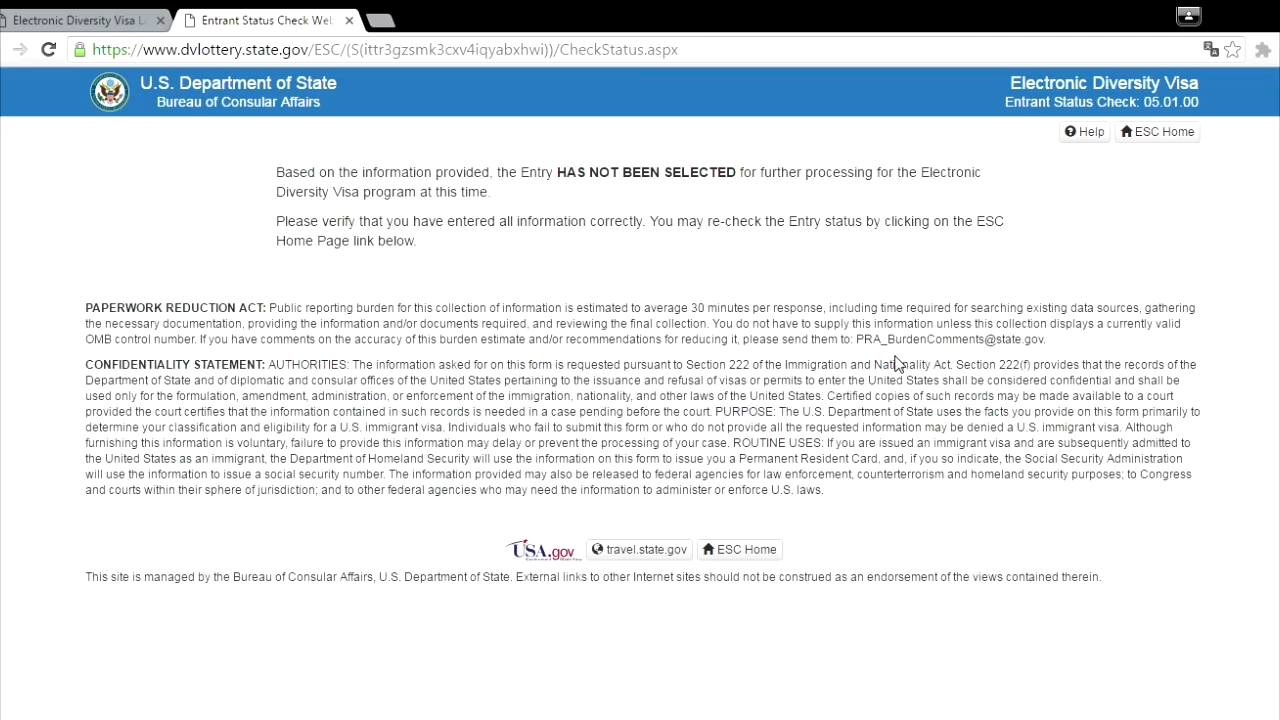 Electronic Diversity Visa L
Entrant Status Check Wel
https://www.dvlottery.state.gov/ESC/(S(ittr3gzsmk3cxv4iqyabxhwi))/CheckStatus.aspx
U.S. Department of State
Bureau of Consular Affairs
Electronic Diversity Visa
Entrant Status Check: 05.01.00
Help
ESC Home
Based on the information provided, the Entry HAS NOT BEEN SELECTED for further processing for the Electronic
Diversity Visa program at this time.
Please verify that you have entered all information correctly. You may re-check the Entry status by clicking on the ESC
Home Page link below.
PAPERWORK REDUCTION ACT: Public reporting burden for this collection of information is estimated to average 30 minutes per response, including time required for searching existing data sources, gathering
the necessary documentation, providing the information and/or documents required, and reviewing the final collection. You do not have to supply this information unless this collection displays a currently valid
OMB control number. If you have comments on the accuracy of this burden estimate and/or recommendations for reducing it, please send them to: PRA_BurdenComments@state.gov.
CONFIDENTIALITY STATEMENT: AUTHORITIES: The information asked for on this form is requested pursuant to Section 222 of the Immigration and Nationality Act. Section 222(f) provides that the records of the
Department of State and of diplomatic and consular offices of the United States pertaining to the issuance and refusal of visas or permits to enter the United States shall be considered confidential and shall be
used only for the formulation, amendment, administration, or enforcement of the immigration, nationality, and other laws of the United States. Certified copies of such records may be made available to a court
provided the court certifies that the information contained in such records is needed in a case pending before the court. PURPOSE: The U.S. Department of State uses the facts you provide on this form primarily to
determine your classification and eligibility for a U.S. immigrant visa. Individuals who fail to submit this form or who do not provide all the requested information may be denied a U.S. immigrant visa. Although
furnishing this information is voluntary, failure to provide this information may delay or prevent the processing of your case. ROUTINE USES: If you are issued an immigrant visa and are subsequently admitted to
the United States as an immigrant, the Department of Homeland Security will use the information on this form to issue you a Permanent Resident Card, and, if you so indicate, the Social Security Administration
will use the information to issue a social security number. The information provided may also be released to federal agencies for law enforcement, counterterrorism and homeland security purposes; to Congress
and courts within their sphere of jurisdiction; and to other federal agencies who may need the information to administer or enforce U.S. laws.
USA.gov
travel.state.gov
ESC Home
This site is managed by the Bureau of Consular Affairs, U.S. Department of State. External links to other Internet sites should not be construed as an endorsement of the views contained therein.